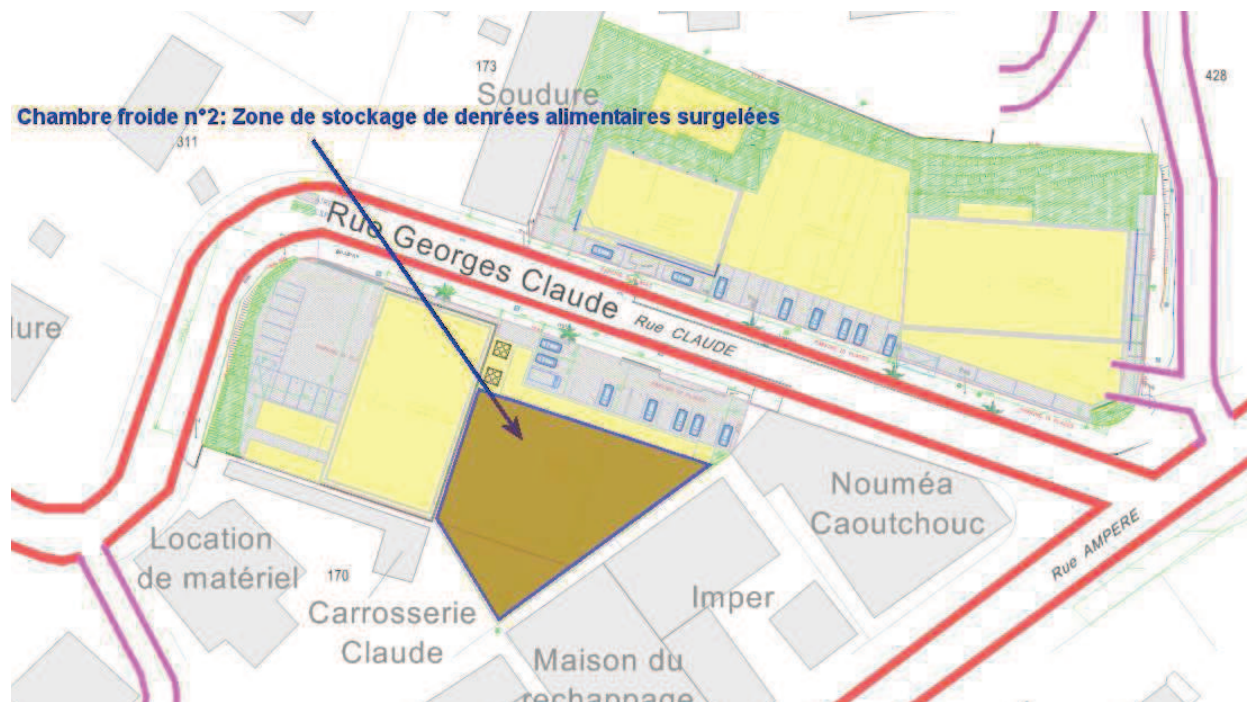 428
173
Soudure
Chambre froide n°2: Zone de stockage de denrées alimentaires surgelées
311
Rue Georges Claude
Rue CLAUDE
lure
Nouméa
Caoutchouc
Rue AMPERE
Location
de matériel
170
Carrosserie
Claude
Imper
Maison du
rechappage